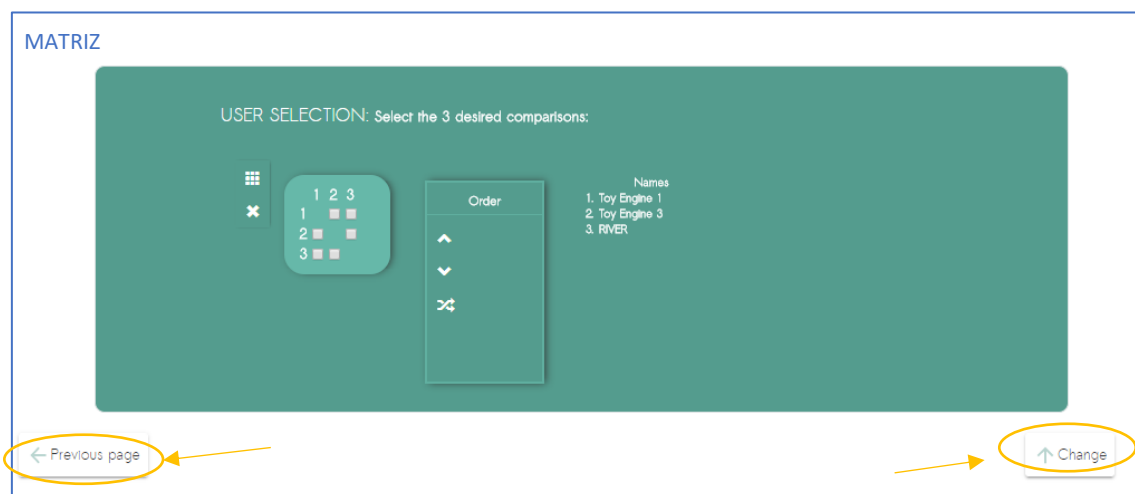 MATRIZ
USER SELECTION: Select the 3 desired comparisons:
1 2 3
1
2
3
Order
Names
1. Toy Engine 1
2. Toy Engine 3
3. RIVER
Previous page
Change